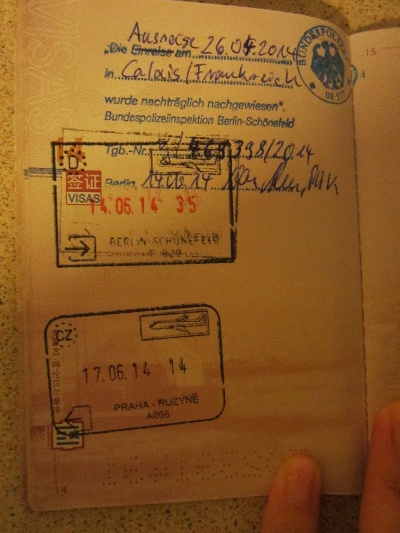 Ausreise
„Die Einreise am 26.04.2014
in Calais/Frankreich
wurde nachträglich nachgewiesen“.
Bundespolizeiinspektion Berlin-Schönefeld
Tgb.-Nr.
Berlin, 14.06.14
BUNDESPOLIZEI
D
签证
VISAS
14.06.14 35
BERLIN-SCHÖNEFELD
CZ
17.06.14 14
PRAHA - RUZYNĚ
A006
15
14